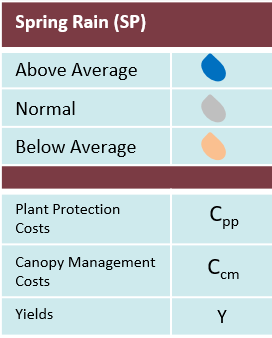 Spring Rain (SP)
Above Average
Normal
Below Average
Plant Protection
Costs
Cpp
Canopy Management
Costs
Ccm
Yields
Y